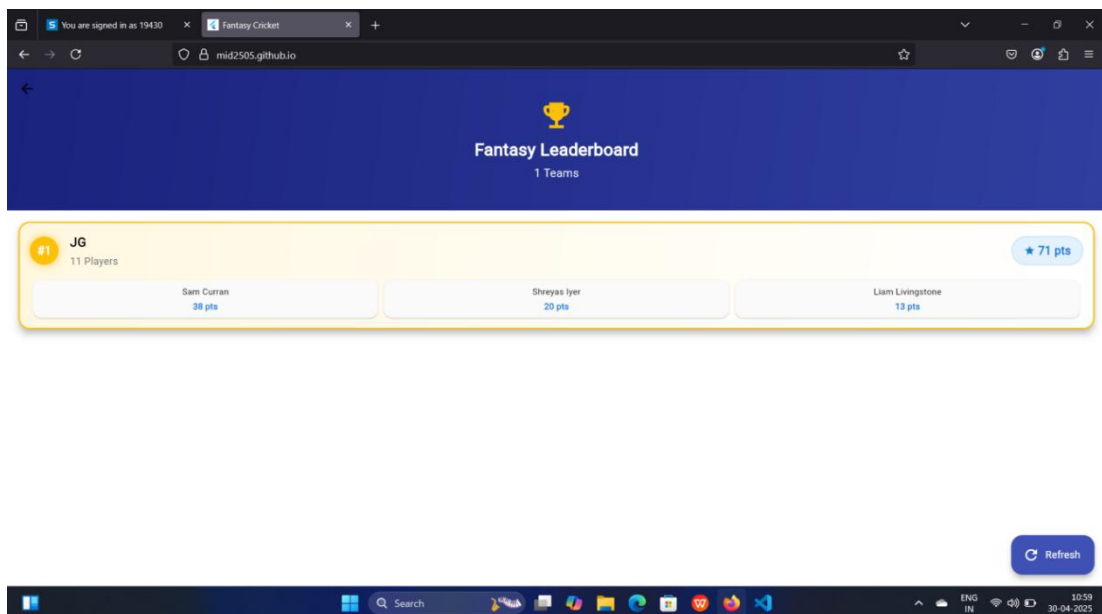 You are signed in as 19430
Fantasy Cricket
mid2505.github.io
Fantasy Leaderboard
1 Teams
#1
JG
11 Players
★ 71 pts
Sam Curran
38 pts
Shreyas Iyer
20 pts
Liam Livingstone
13 pts
Refresh
Search
ENG
IN
10:59
30-04-2025